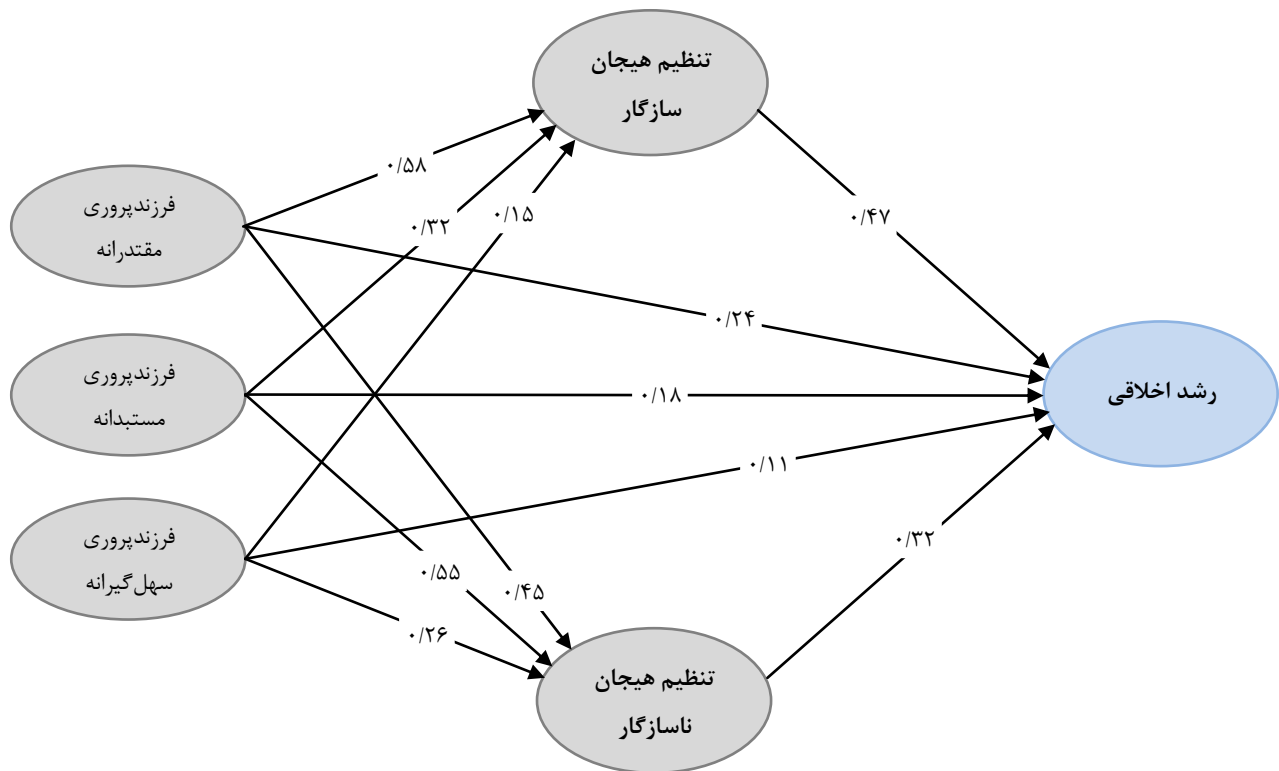 تنظیم هیجان
سازگار
۰/۵۸
فرزندپروری
مقتدرانه
۰/۱۵
۰/۳۲
۰/۴۷
۰/۲۴
فرزندپروری
مستبدانه
۰/۱۸
رشد اخلاقی
۰/۱۱
فرزندپروری
سهل‌گیرانه
۰/۳۲
۰/۵۵
۰/۴۵
۰/۲۶
تنظیم هیجان
ناسازگار